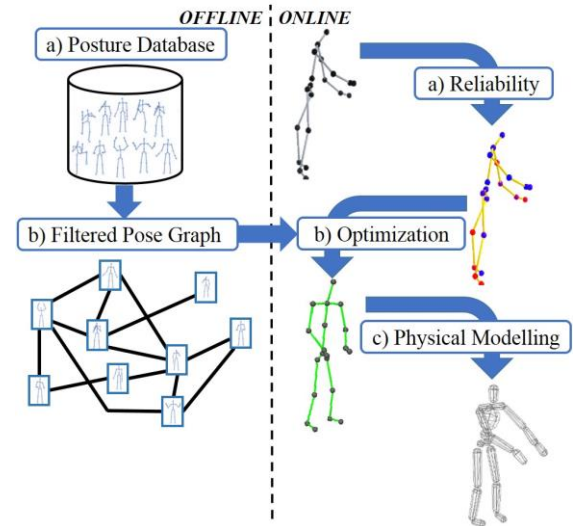 OFFLINE
ONLINE
a) Posture Database
a) Reliability
b) Filtered Pose Graph
b) Optimization
c) Physical Modelling